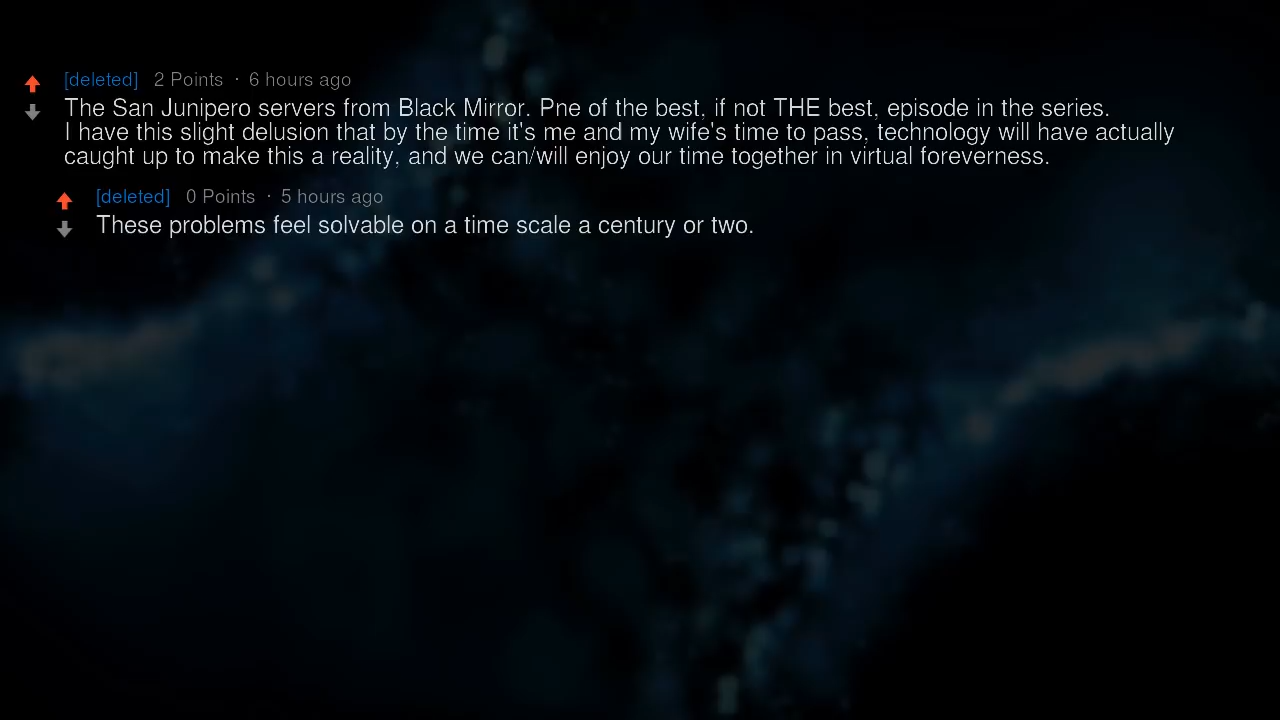 [deleted] 2 Points · 6 hours ago
The San Junipero servers from Black Mirror. Pne of the best, if not THE best, episode in the series.
I have this slight delusion that by the time it's me and my wife's time to pass, technology will have actually
caught up to make this a reality, and we can/will enjoy our time together in virtual foreverness.
[deleted] 0 Points · 5 hours ago
These problems feel solvable on a time scale a century or two.